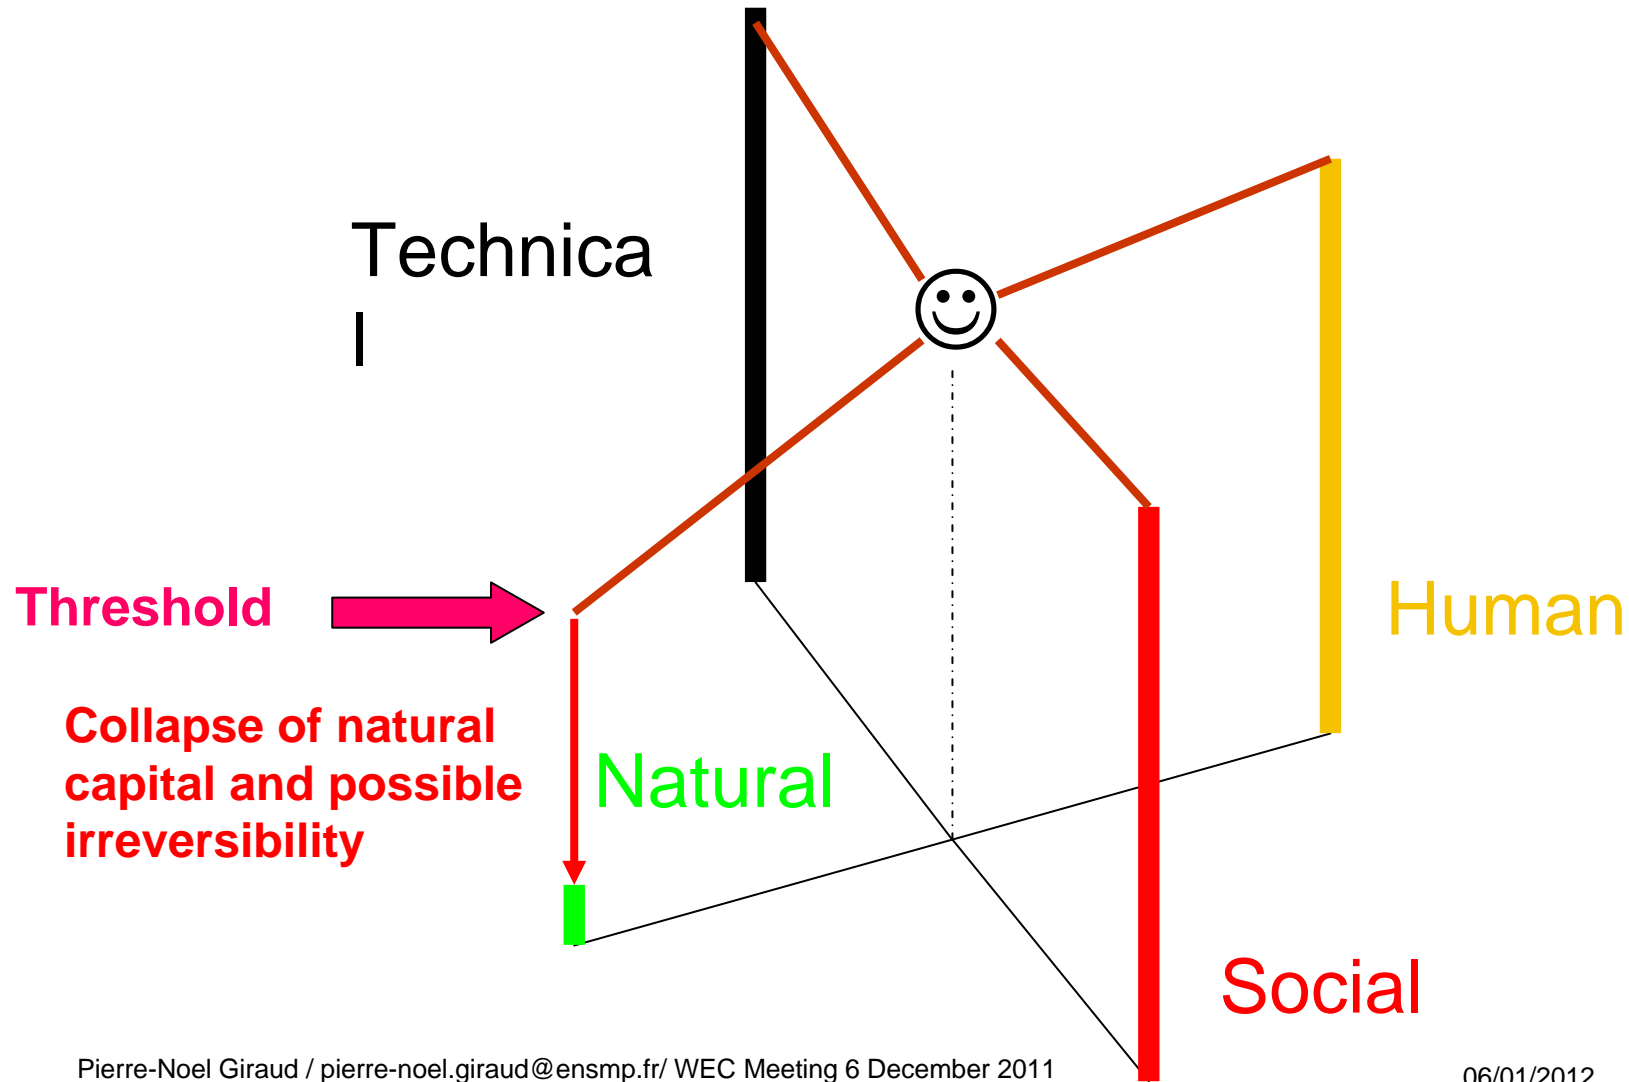 Technica
l
Threshold
Human
Collapse of natural
capital and possible
irreversibility
Natural
Social
Pierre-Noel Giraud / pierre-noel.giraud@ensmp.fr/ WEC Meeting 6 December 2011
06/01/2012